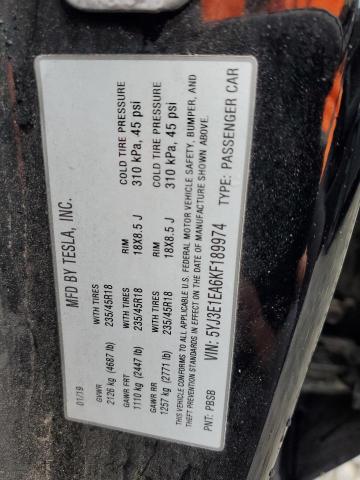 MFD BY TESLA, INC.
01/19
GVWR
2126 kg (4687 lb)
WITH TIRES
235/45R18
RIM
18X8.5 J
COLD TIRE PRESSURE
310 kPa, 45 psi
GAWR FRT
1110 kg (2447 lb)
WITH TIRES
235/45R18
RIM
18X8.5 J
COLD TIRE PRESSURE
310 kPa, 45 psi
GAWR RR
1257 kg (2771 lb)
THIS VEHICLE CONFORMS TO ALL APPLICABLE U.S. FEDERAL MOTOR VEHICLE SAFETY, BUMPER, AND
THEFT PREVENTION STANDARDS IN EFFECT ON THE DATE OF MANUFACTURE SHOWN ABOVE.
VIN: 5YJ3E1EA6KF189974
PNT: PBSB
TYPE: PASSENGER CAR